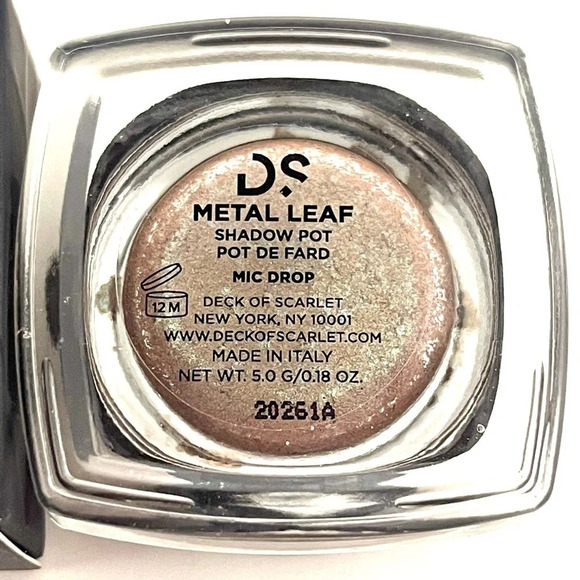 DS
METAL LEAF
SHADOW POT
POT DE FARD
MIC DROP
12 M
DECK OF SCARLET
NEW YORK, NY 10001
WWW.DECKOFSCARLET.COM
MADE IN ITALY
NET WT. 5.0 G/0.18 OZ.
20261A